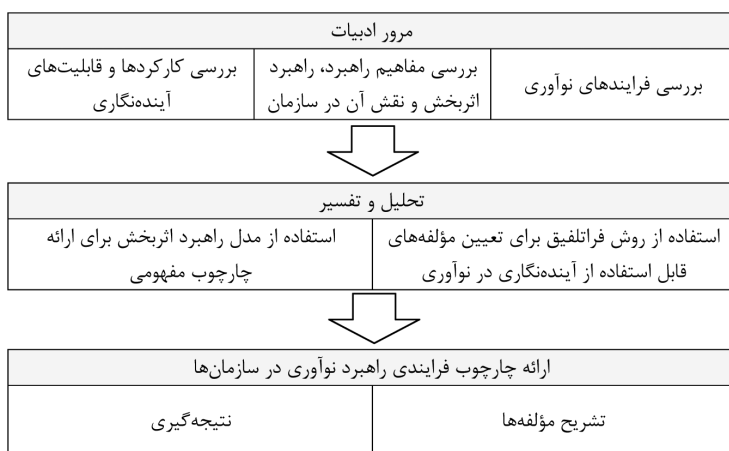 مرور ادبیات
بررسی فرایندهای نوآوری
بررسی مفاهیم راهبرد، راهبرد
اثربخش و نقش آن در سازمان
بررسی کارکردها و قابلیت‌های
آینده‌نگاری
تحلیل و تفسیر
استفاده از روش فراتلفیق برای تعیین مؤلفه‌های
قابل استفاده از آینده‌نگاری در نوآوری
استفاده از مدل راهبرد اثربخش برای ارائه
چارچوب مفهومی
ارائه چارچوب فرایندی راهبرد نوآوری در سازمان‌ها
تشریح مؤلفه‌ها
نتیجه‌گیری